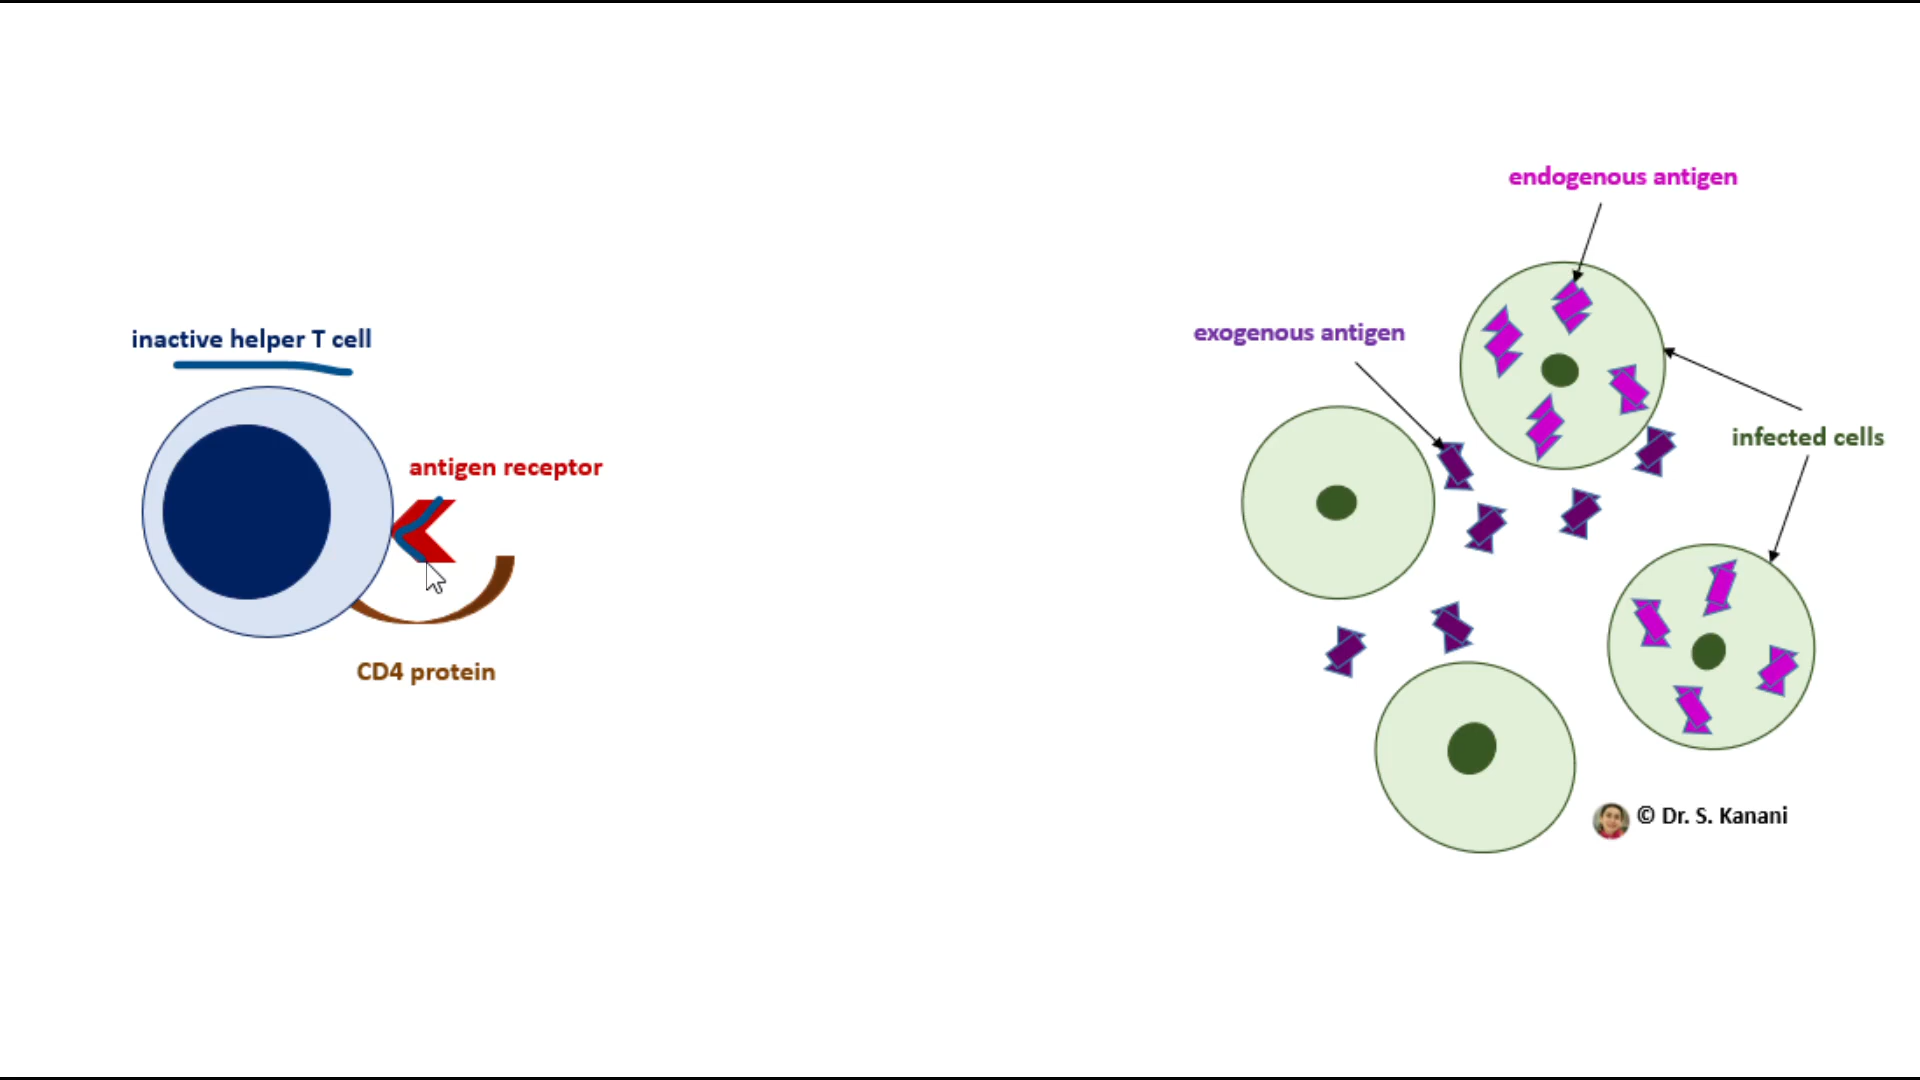 endogenous antigen
exogenous antigen
inactive helper T cell
infected cells
antigen receptor
CD4 protein
© Dr. S. Kanani